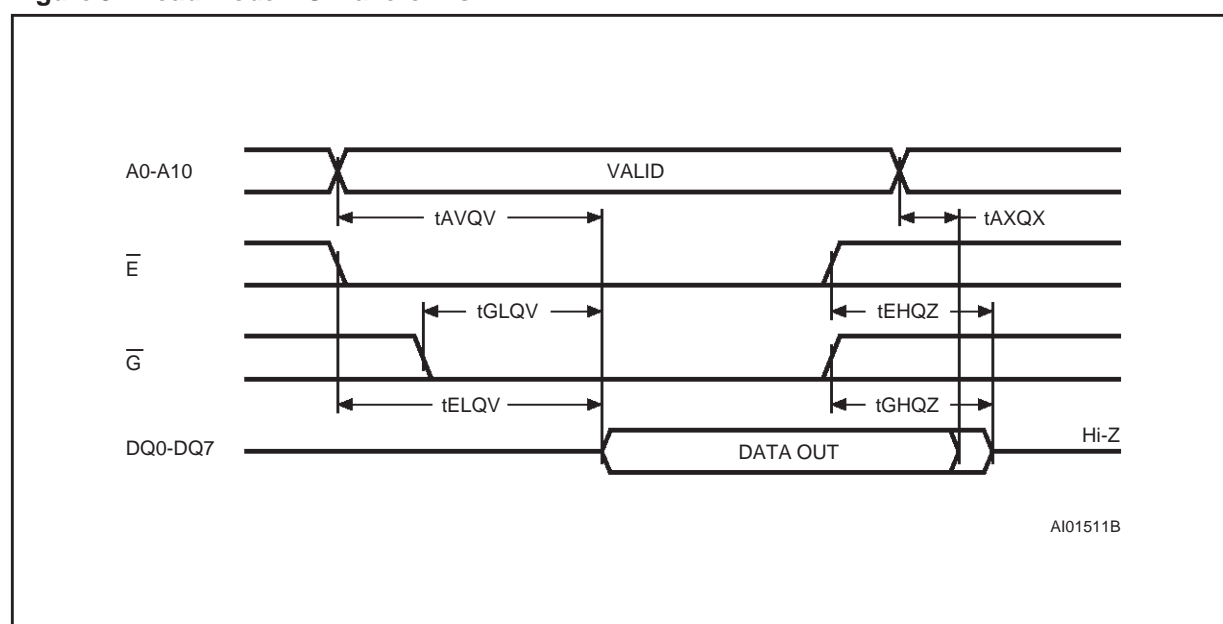 A0-A10
VALID
tAVQV
tAXQX
E
tGLQV
tEHQZ
G
tELQV
tGHQZ
DQ0-DQ7
DATA OUT
Hi-Z
AI01511B